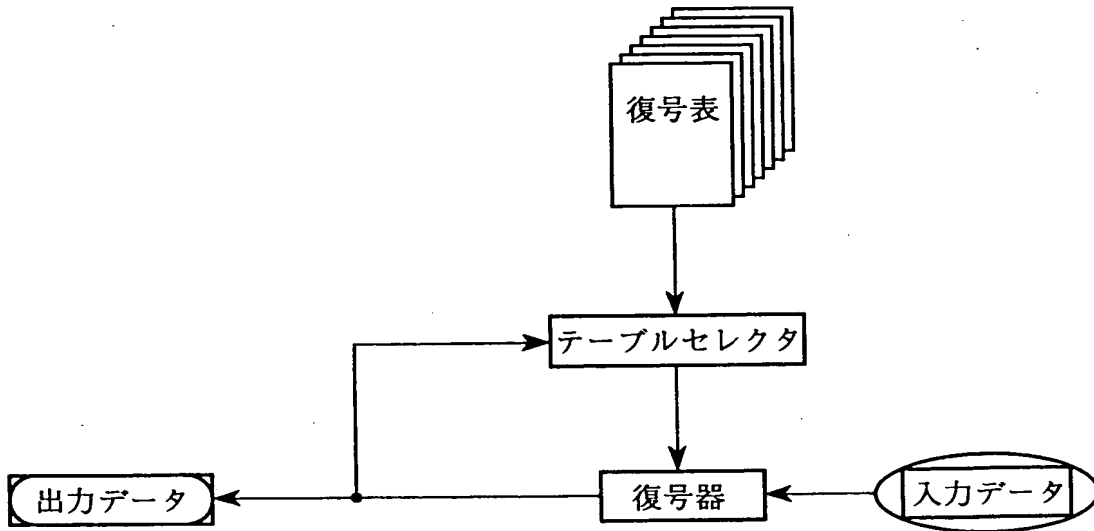 復号表
テーブルセレクタ
出力データ
復号器
入力データ